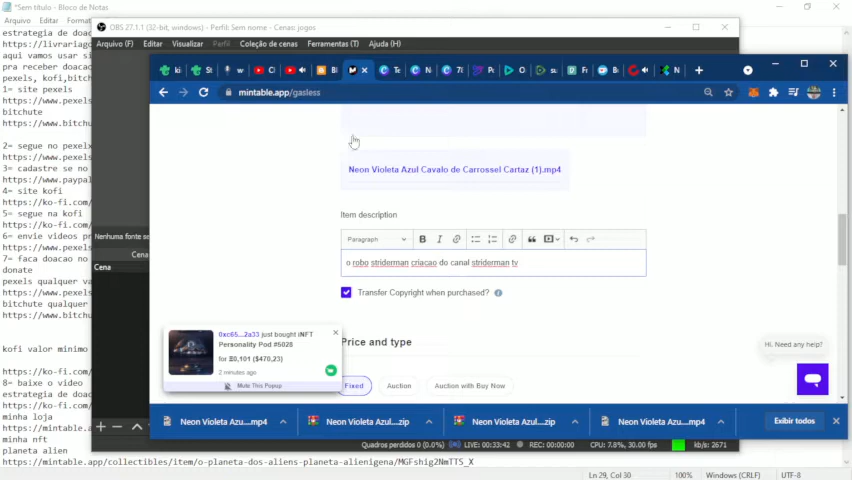 *Sem título - Bloco de Notas
Arquivo Editar Format
estrategia de doac
https://livrariago
aqui vamos usar si
pra receber doacao
pexels, kofi,bitch
1= site pexels
https://www.pexels
bitchute
https://www.bitchu
2= segue no pexelx
https://www.pexels
3= cadastre se no
https://www.paypal
4= site kofi
https://ko-fi.com/
5= segue na kofi
https://ko-fi.com/
6= envie videos pr
https://www.pexels
7= faca doacao no
donate
pexels qualquer va
https://www.pexels
bitchute qualquer
https://www.bitchu
kofi valor minimo
https://ko-fi.com/
8= baixe o video
estrategia de doac
https://ko-fi.com/
minha loja
https://ko-fi.com/
minha nft
planeta alien
https://mintable.app/collectibles/item/o-planeta-dos-aliens-planeta-alienigena/MGFshig2NmTTS_X
Ln 29, Col 30 100% Windows (CRLF) UTF-8
OBS 27.1.1 (32-bit, windows) - Perfil: Sem nome - Cenas: jogos
Arquivo (F) Editar Visualizar Perfil Coleção de cenas Ferramentas (T) Ajuda (H)
Nenhuma fonte se
Cena
Cena
Quadros perdidos 0 (0.0%) LIVE: 00:33:42 REC: 00:00:00 CPU: 7.8%, 30.00 fps kb/s: 2671
mintable.app/gasless
Neon Violeta Azul Cavalo de Carrossel Cartaz (1).mp4
Item description
Paragraph
o robo striderman criacao do canal striderman tv
Transfer Copyright when purchased?
Price and type
Fixed Auction Auction with Buy Now
0xc65...2a33 just bought (NFT
Personality Pod #5028
for Ξ0,101 ($470,23)
2 minutes ago
Mute This Popup
Hi. Need any help?
Neon Violeta Azu....mp4 Neon Violeta Azul....zip Neon Violeta Azul....zip Neon Violeta Azu....mp4 Exibir todos